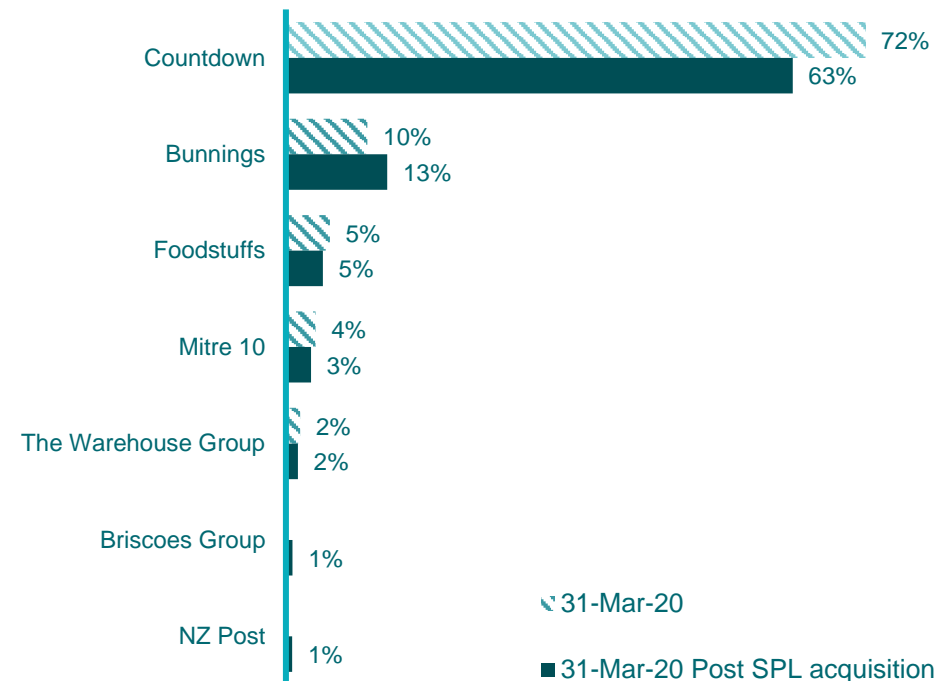 Countdown
72%
63%
Bunnings
10%
13%
Foodstuffs
5%
5%
Mitre 10
4%
3%
The Warehouse Group
2%
2%
Briscoes Group
1%
NZ Post
1%
31-Mar-20
31-Mar-20 Post SPL acquisition